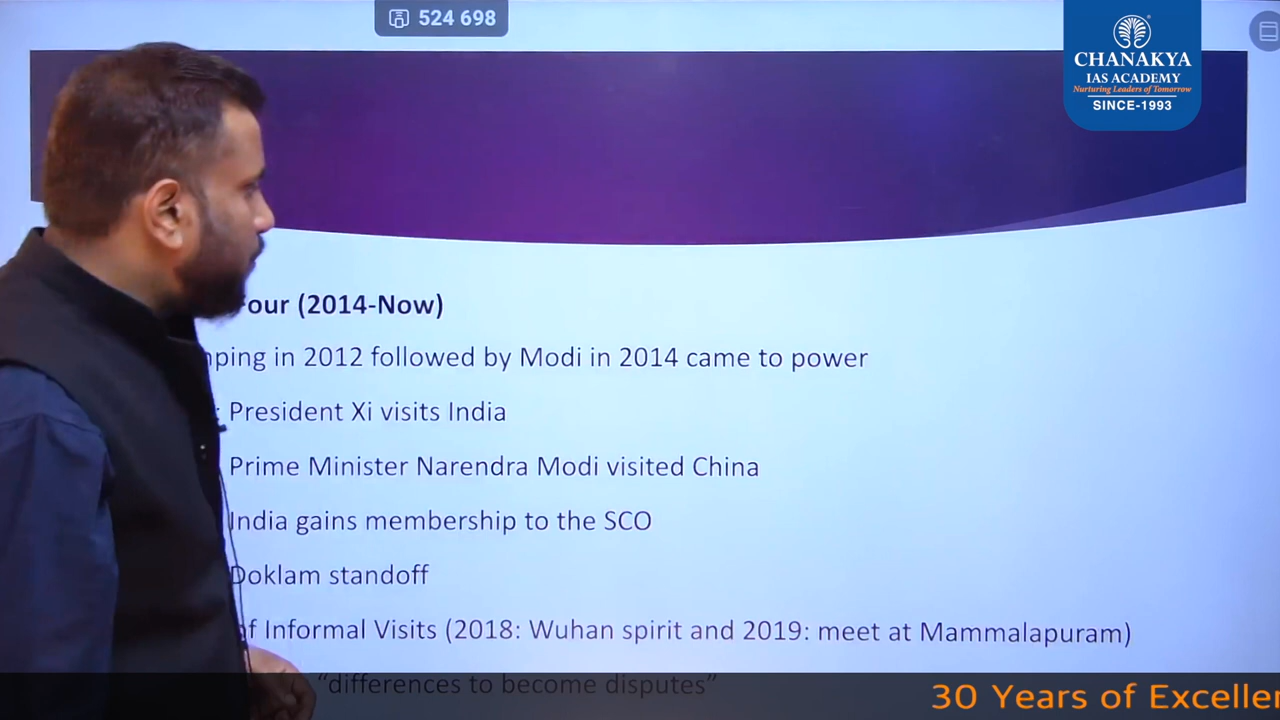 524 698
CHANAKYA
IAS ACADEMY
Nurturing Leaders of Tomorrow
SINCE-1993
Four (2014-Now)
nping in 2012 followed by Modi in 2014 came to power
: President Xi visits India
Prime Minister Narendra Modi visited China
India gains membership to the SCO
Doklam standoff
of Informal Visits (2018: Wuhan spirit and 2019: meet at Mammalapuram)
“differences to become disputes”
30 Years of Excelle